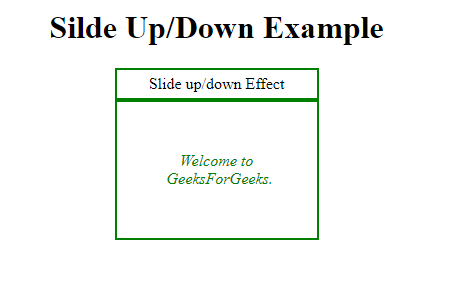 Silde Up/Down Example
Slide up/down Effect
Welcome to
GeeksForGeeks.